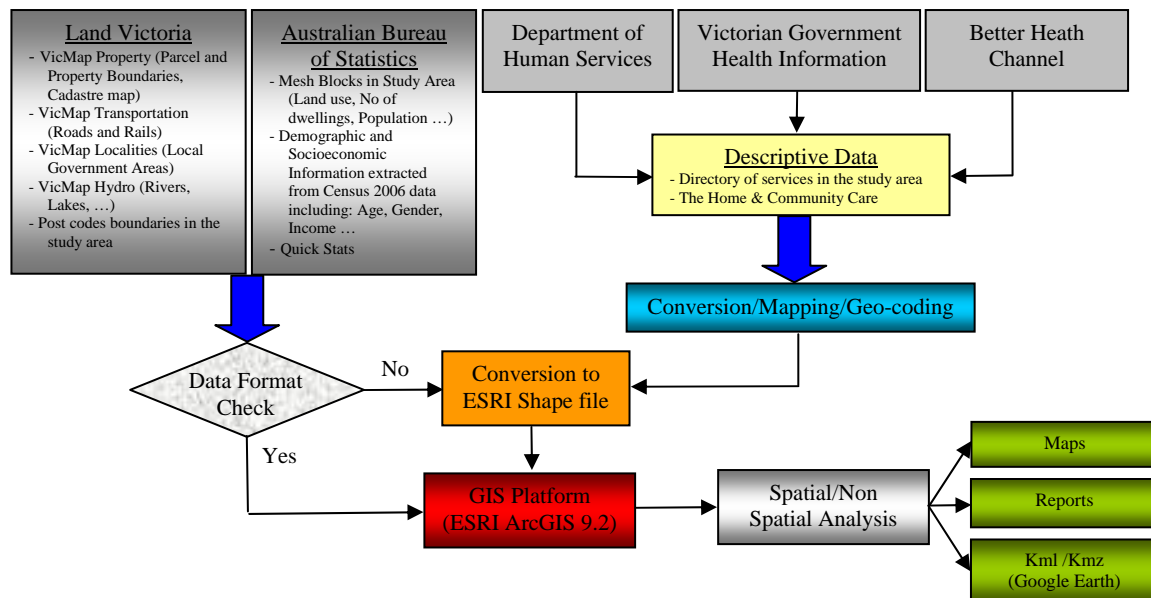 Land Victoria
- VicMap Property (Parcel and
Property Boundaries,
Cadastre map)
- VicMap Transportation
(Roads and Rails)
- VicMap Localities (Local
Government Areas)
- VicMap Hydro (Rivers,
Lakes, …)
- Post codes boundaries in the
study area
Australian Bureau
of Statistics
- Mesh Blocks in Study Area
(Land use, No of
dwellings, Population …)
- Demographic and
Socioeconomic
Information extracted
from Census 2006 data
including: Age, Gender,
Income …
- Quick Stats
Department of
Human Services
Victorian Government
Health Information
Better Heath
Channel
Descriptive Data
- Directory of services in the study area
- The Home & Community Care
Conversion/Mapping/Geo-coding
Data Format
Check
No
Yes
Conversion to
ESRI Shape file
GIS Platform
(ESRI ArcGIS 9.2)
Spatial/Non
Spatial Analysis
Maps
Reports
Kml /Kmz
(Google Earth)